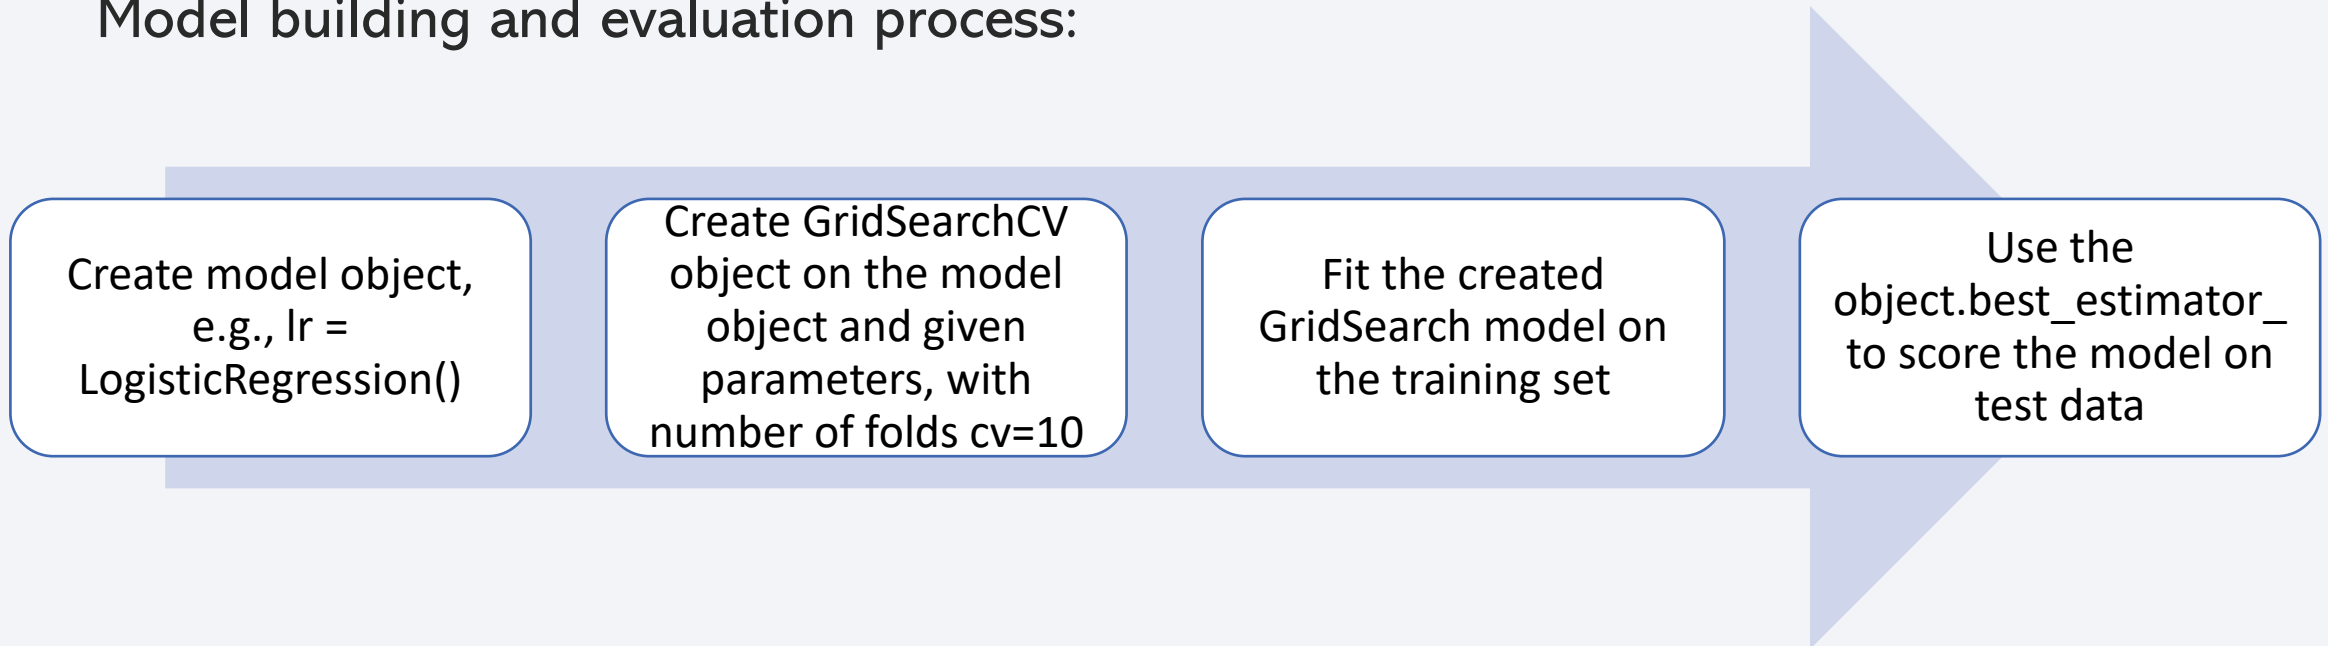 Model building and evaluation process:
Create model object,
e.g., lr =
LogisticRegression()
Create GridSearchCV
object on the model
object and given
parameters, with
number of folds cv=10
Fit the created
GridSearch model on
the training set
Use the
object.best_estimator_
to score the model on
test data